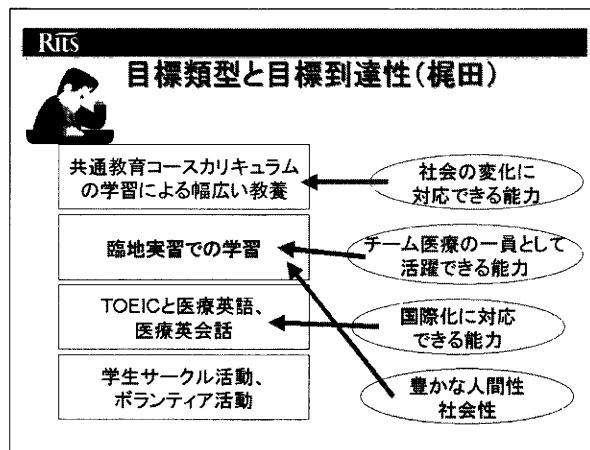 Rits
目標類型と目標到達性(梶田)
共通教育コースカリキュラム
の学習による幅広い教養
社会の変化に
対応できる能力
臨地実習での学習
チーム医療の一員として
活躍できる能力
TOEICと医療英語、
医療英会話
国際化に対応
できる能力
学生サークル活動、
ボランティア活動
豊かな人間性
社会性